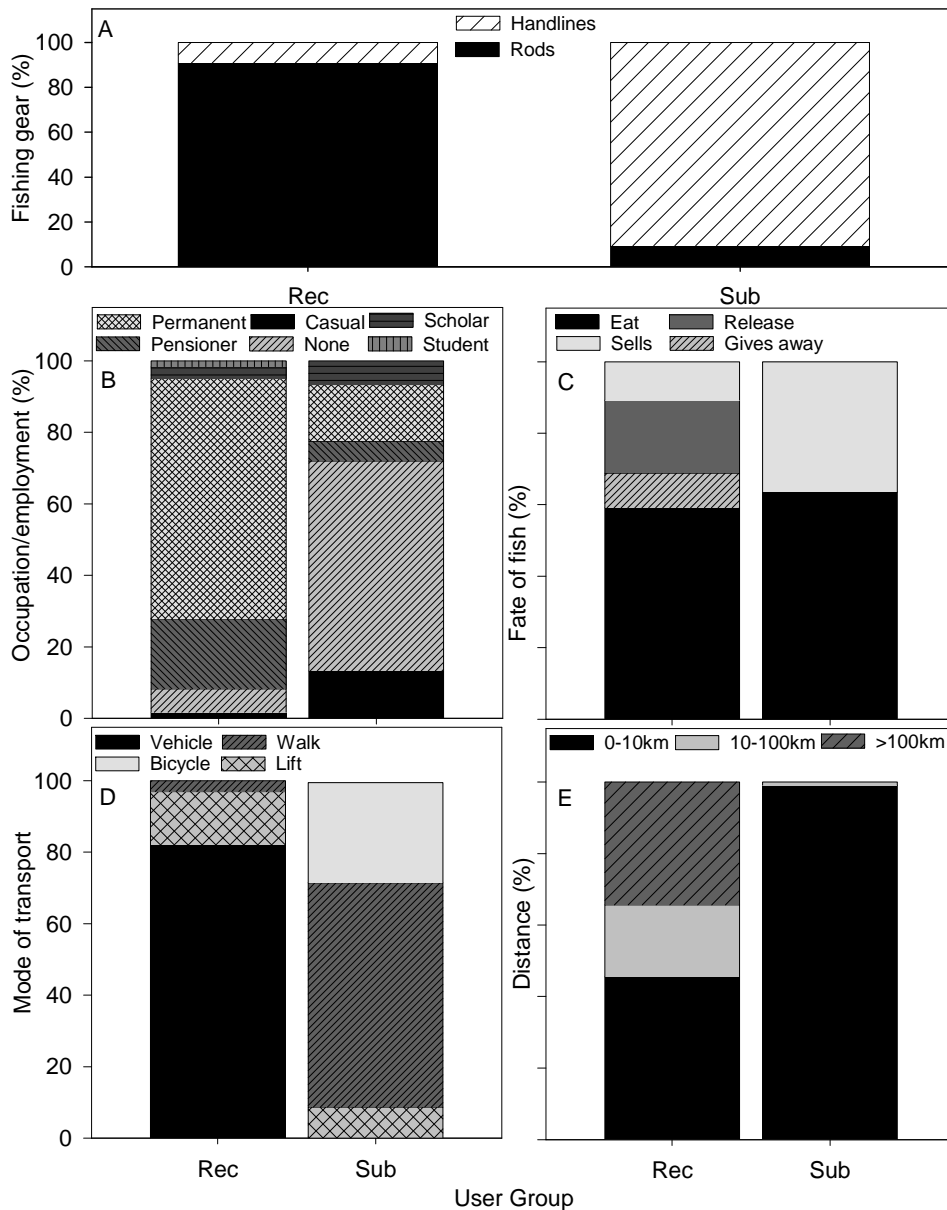 A
Handlines
Rods
Fishing gear (%)
100
80
60
40
20
0
Rec Sub
Permanent Casual Scholar
Pensioner None Student
B
Occupation/employment (%)
100
80
60
40
20
0
Eat Release
Sells Gives away
C
Fate of fish (%)
Vehicle Walk
Bicycle Lift
D
Mode of transport
100
80
60
40
20
0
Rec Sub
0-10km 10-100km >100km
E
Distance (%)
Rec Sub
User Group